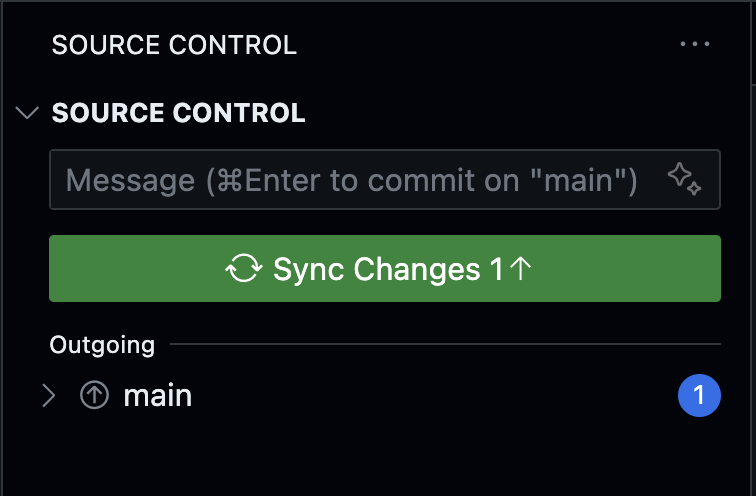 SOURCE CONTROL
SOURCE CONTROL
Message (⌘Enter to commit on "main")
Sync Changes 1↑
Outgoing
main 1